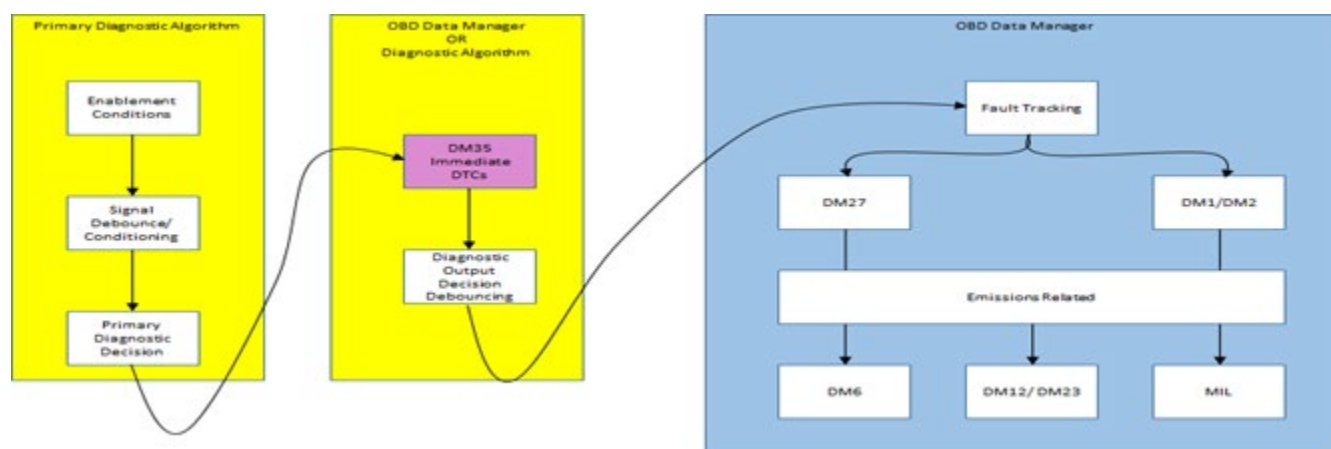 Primary Diagnostic Algorithm
Enablement
Conditions
Signal
Debounce/
Conditioning
Primary
Diagnostic
Decision
OBD Data Manager
OR
Diagnostic Algorithm
DM35
Immediate
DTCs
Diagnostic
Output
Decision
Debouncing
OBD Data Manager
Fault Tracking
DM27
DM1/DM2
Emissions Related
DM6
DM12/DM23
MIL